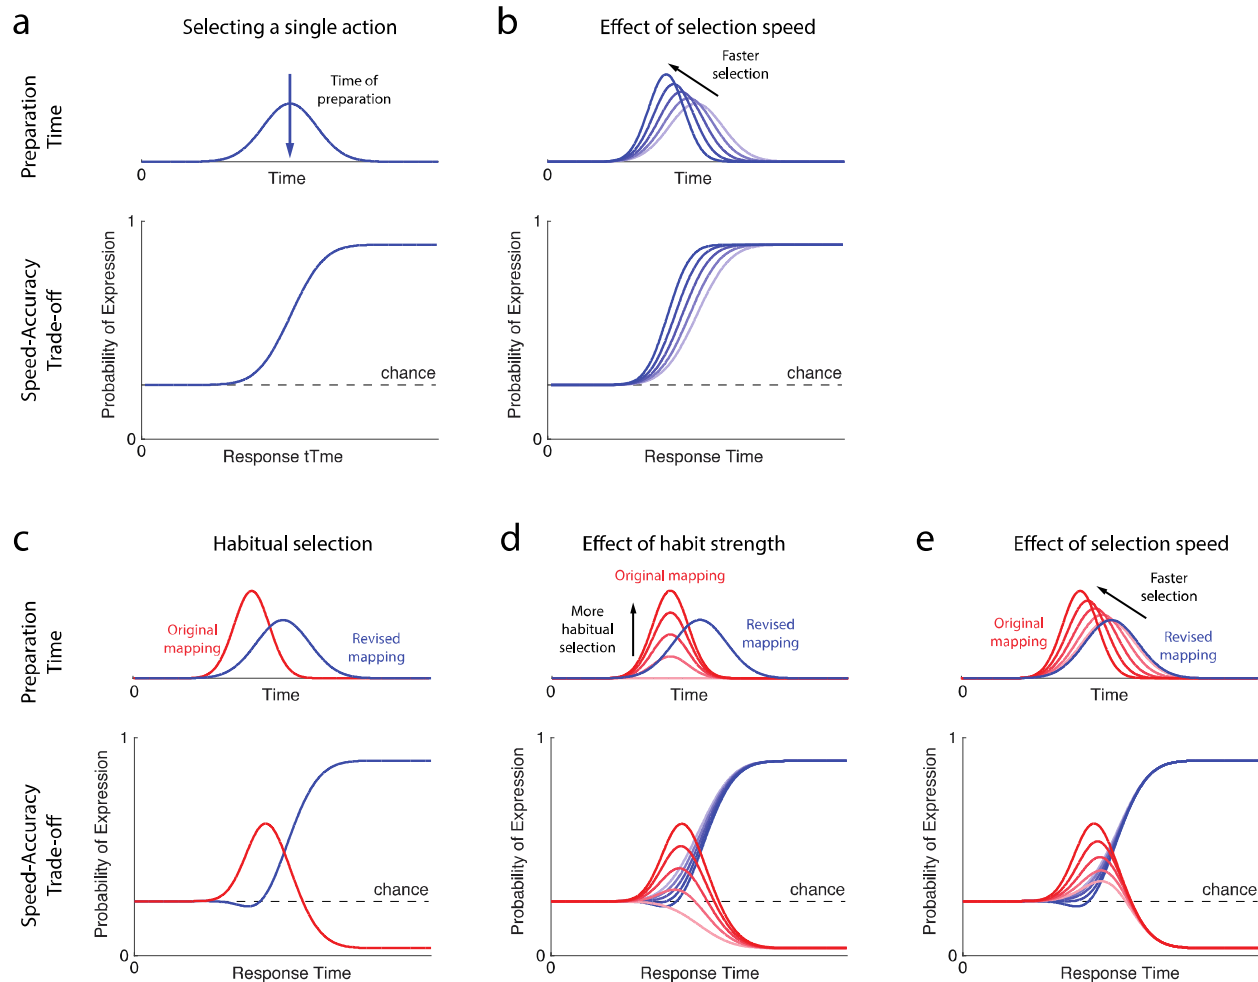 a
Selecting a single action
Preparation
Time
Time of
preparation
0
Time
Speed-Accuracy
Trade-off
Probability of Expression
1
chance
0
0
Response tTme
b
Effect of selection speed
Faster
selection
0
Time
Probability of Expression
1
chance
0
0
Response Time
c
Habitual selection
Preparation
Time
Original
mapping
Revised
mapping
0
Time
Speed-Accuracy
Trade-off
Probability of Expression
1
chance
0
0
Response Time
d
Effect of habit strength
Original mapping
More
habitual
selection
Revised
mapping
0
Time
Probability of Expression
1
chance
0
0
Response Time
e
Effect of selection speed
Faster
selection
Original
mapping
Revised
mapping
0
Time
Probability of Expression
1
chance
0
0
Response Time